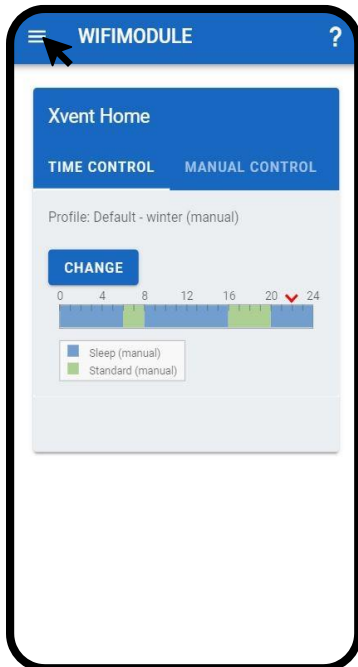 WIFIMODULE ?
Xvent Home
TIME CONTROL MANUAL CONTROL
Profile: Default - winter (manual)
CHANGE
0 4 8 12 16 20 24
Sleep (manual)
Standard (manual)